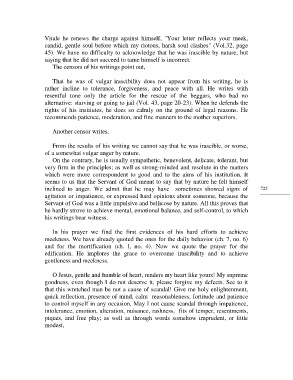 Vitale he renews the charge against himself, "Your letter reflects your meek,
candid, gentle soul before which my riotous, harsh soul clashes" (Vol.32, page
45). We have no difficulty to acknowledge that he was irascible by nature, but
saying that he did not succeed to tame himself is incorrect.
The censors of his writings point out,
That he was of vulgar irascibility does not appear from his writing, he is
rather incline to tolerance, forgiveness, and peace with all. He writes with
resentful tone only the article for the rescue of the beggars, who had no
alternative: starving or going to jail (Vol. 43, page 20-23). When he defends the
rights of his institutes, he does so calmly on the ground of legal reasons. He
recommends patience, moderation, and fine manners to the mother superiors.
Another censor writes,
From the results of his writing we cannot say that he was irascible, or worse,
of a somewhat vulgar anger by nature.
On the contrary, he is usually sympathetic, benevolent, delicate, tolerant, but
very firm in the principles; as well as strong-minded and resolute in the matters
which were more correspondent to good and to the aims of his institution. It
seems to us that the Servant of God meant to say that by nature he felt himself
inclined to anger. We admit that he may have sometimes showed signs of
agitation or impatience, or expressed hard opinions about someone, because the
Servant of God was a little impulsive and bellicose by nature. All this proves that
he hardly strove to achieve mental, emotional balance, and self-control, to which
his writings bear witness.
725
In his prayer we find the first evidences of his hard efforts to achieve
meekness. We have already quoted the ones for the daily behavior (ch. 7, no. 6)
and for the mortification (ch. 1, no. 4). Now we quote the prayer for the
edification. He implores the grace to overcome irascibility and to achieve
gentleness and meekness.
O Jesus, gentle and humble of heart, renders my heart like yours! My supreme
goodness, even though I do not deserve it, please forgive my defects. See to it
that this wretched man be not a cause of scandal! Give me holy enlightenment,
quick reflection, presence of mind, calm reasonableness, fortitude and patience
to control myself in any occasion. May I not cause scandal through impatience,
intolerance, emotion, alteration, nuisance, rashness, fits of temper, resentments,
piques, and free play; as well as through words somehow imprudent, or little
modest,